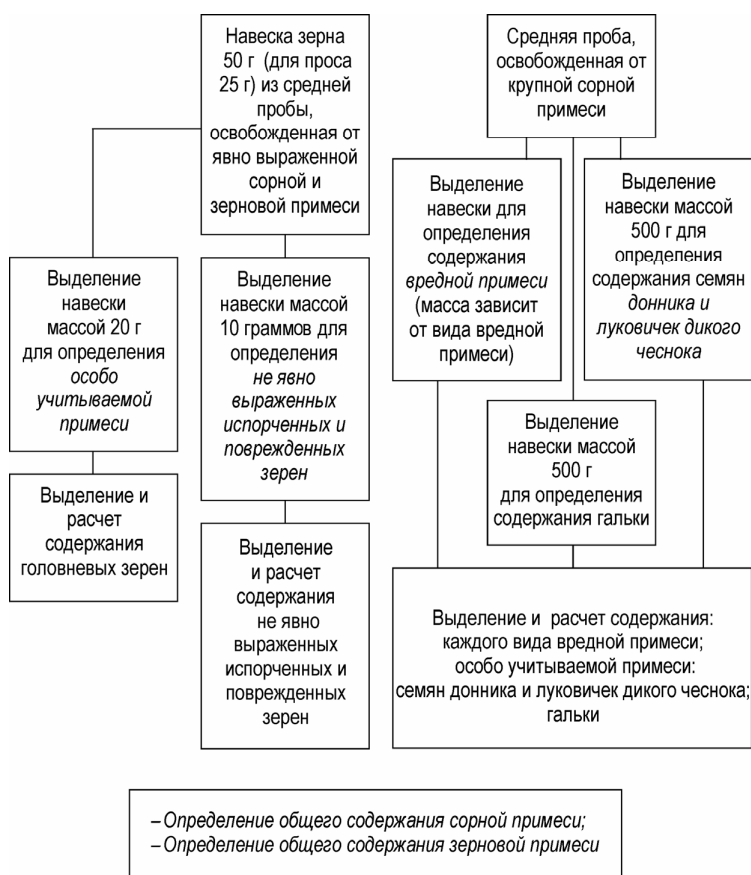 Навеска зерна
50 г (для проса
25 г) из средней
пробы,
освобожденная от
явно выраженной
сорной и
зерновой примеси
Средняя проба,
освобожденная от
крупной сорной
примеси
Выделение
навески
массой 20 г
для определения
особо
учитываемой
примеси
Выделение
навески массой
10 граммов для
определения
не явно
выраженных
испорченных и
поврежденных
зерен
Выделение
навески для
определения
содержания
вредной примеси
(масса зависит
от вида вредной
примеси)
Выделение
навески массой
500 г для
определения
содержания семян
донника и
луковичек дикого
чеснока
Выделение
навески массой
500 г
для определения
содержания гальки
Выделение и
расчет
содержания
головневых зерен
Выделение
и расчет
содержания
не явно
выраженных
испорченных и
поврежденных
зерен
Выделение и расчет содержания:
каждого вида вредной примеси;
особо учитываемой примеси:
семян донника и луковичек дикого чеснока;
гальки
– Определение общего содержания сорной примеси;
– Определение общего содержания зерновой примеси